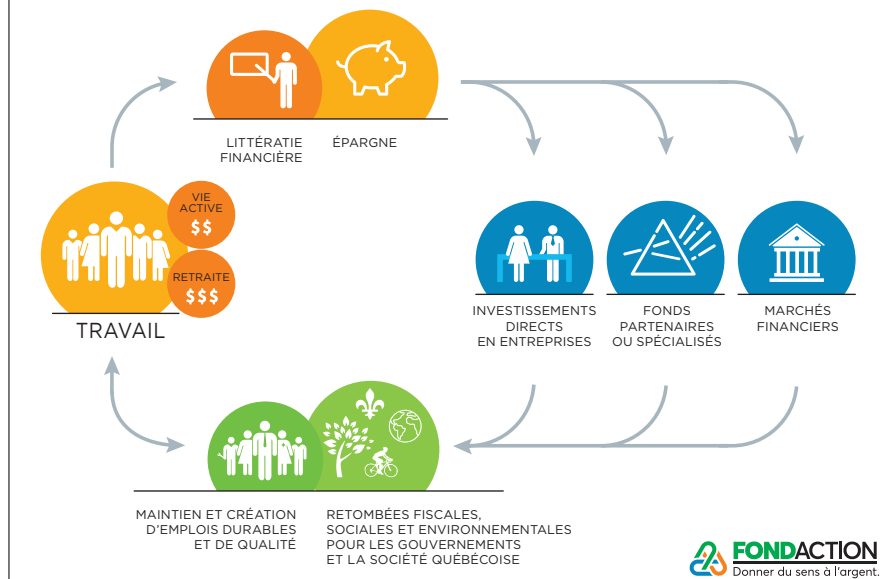 LITTÉRATIE
FINANCIÈRE
ÉPARGNE
VIE
ACTIVE
$$
RETRAITE
$$$
TRAVAIL
INVESTISSEMENTS
DIRECTS
EN ENTREPRISES
FONDS
PARTENAIRES
OU SPÉCIALISÉS
MARCHÉS
FINANCIERS
MAINTIEN ET CRÉATION
D'EMPLOIS DURABLES
ET DE QUALITÉ
RETOMBÉES FISCALES,
SOCIALES ET ENVIRONNEMENTALES
POUR LES GOUVERNEMENTS
ET LA SOCIÉTÉ QUÉBÉCOISE
FONDACTION
Donner du sens à l'argent.